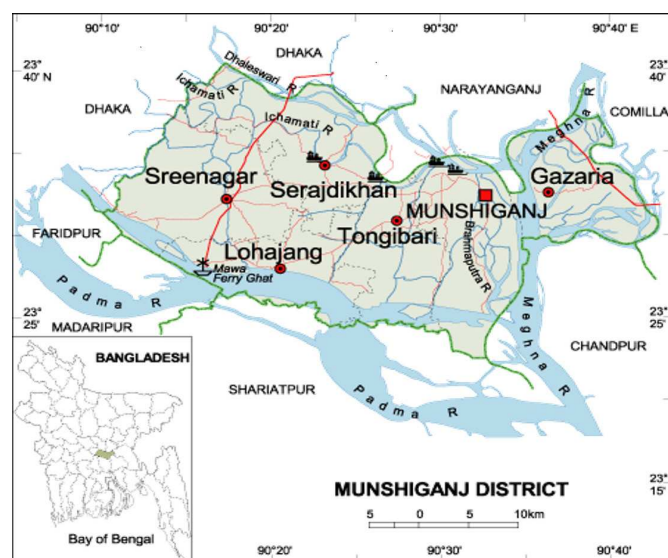 90°10'
90°20'
90°30'
90°40' E
23°
40' N
23°
40'
DHAKA
Dhaleswari R
Ichamati R
NARAYANGANJ
DHAKA
Ichamati R
Meghna R
COMILLA
Sreenagar
Serajdikhan
Gazaria
MUNSHIGANJ
Tongibari
FARIDPUR
Lohajang
Brahmaputra R
Mawa
Ferry Ghat
Padma R
23°
25'
23°
25'
MADARIPUR
Meghna R
CHANDPUR
BANGLADESH
SHARIATPUR
Padma R
23°
15'
MUNSHIGANJ DISTRICT
5 0 5 10km
Bay of Bengal
90°20'
90°30'
90°40'